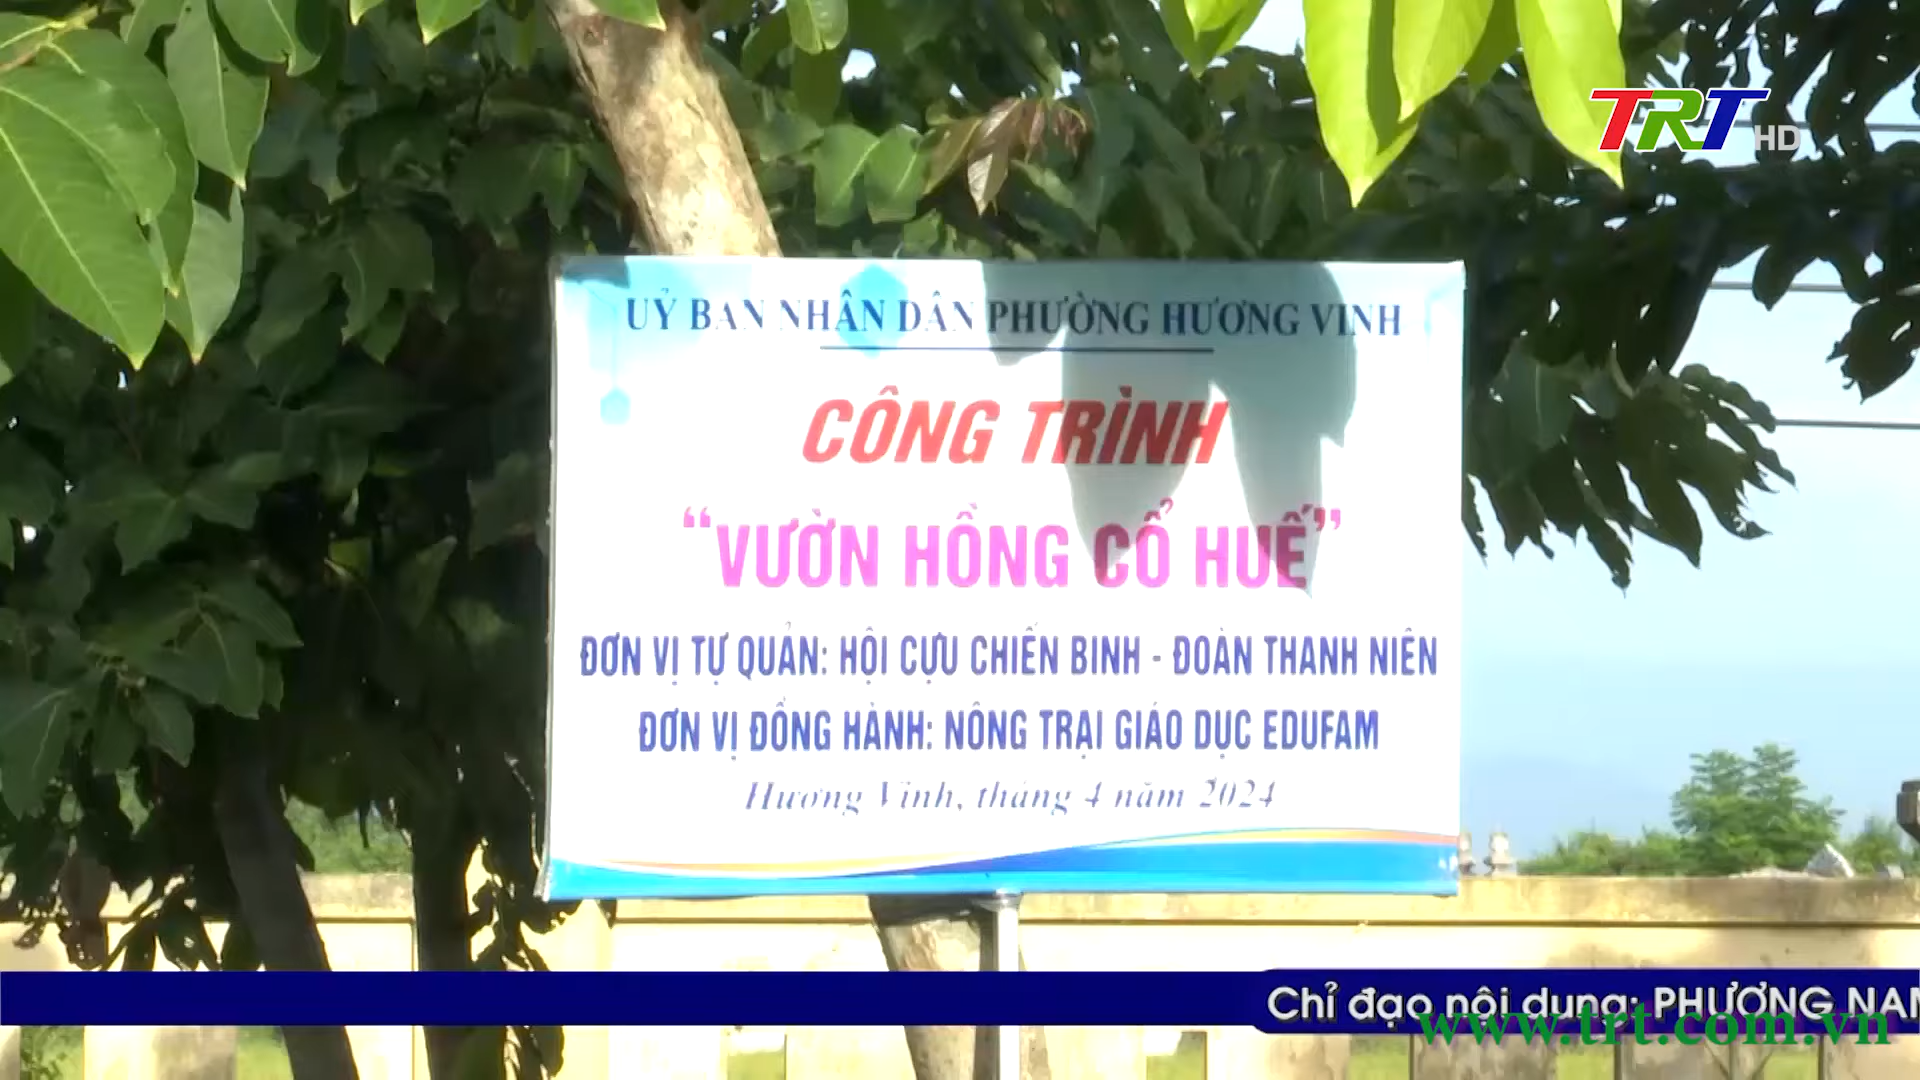 TRT HD
UỶ BAN NHÂN DÂN PHƯỜNG HƯƠNG VINH
CÔNG TRÌNH
“VƯỜN HỒNG CỔ HUẾ”
ĐƠN VỊ TỰ QUẢN: HỘI CỰU CHIẾN BINH - ĐOÀN THANH NIÊN
ĐƠN VỊ ĐỒNG HÀNH: NÔNG TRẠI GIÁO DỤC EDUFAM
Hương Vinh, tháng 4 năm 2024
Chỉ đạo nội dung: PHƯƠNG NAM
www.trt.com.vn